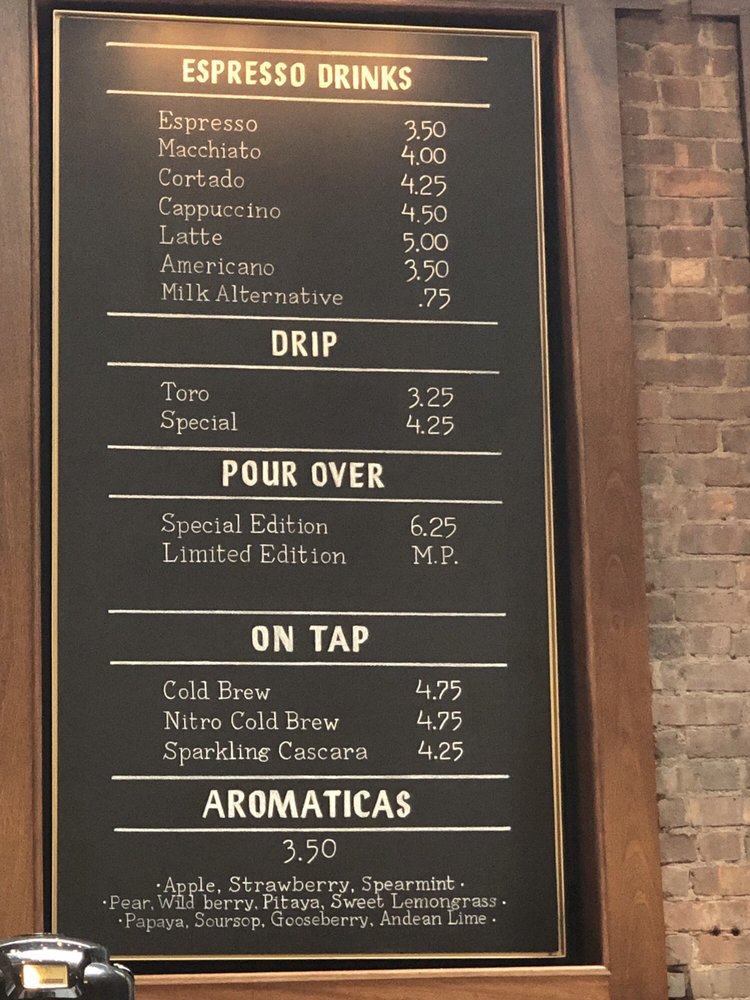 ESPRESSO DRINKS
Espresso 3.50
Macchiato 4.00
Cortado 4.25
Cappuccino 4.50
Latte 5.00
Americano 3.50
Milk Alternative .75
DRIP
Toro 3.25
Special 4.25
POUR OVER
Special Edition 6.25
Limited Edition M.P.
ON TAP
Cold Brew 4.75
Nitro Cold Brew 4.75
Sparkling Cascara 4.25
AROMATICAS
3.50
·Apple, Strawberry, Spearmint·
·Pear, Wild berry, Pitaya, Sweet Lemongrass·
·Papaya, Soursop, Gooseberry, Andean Lime·